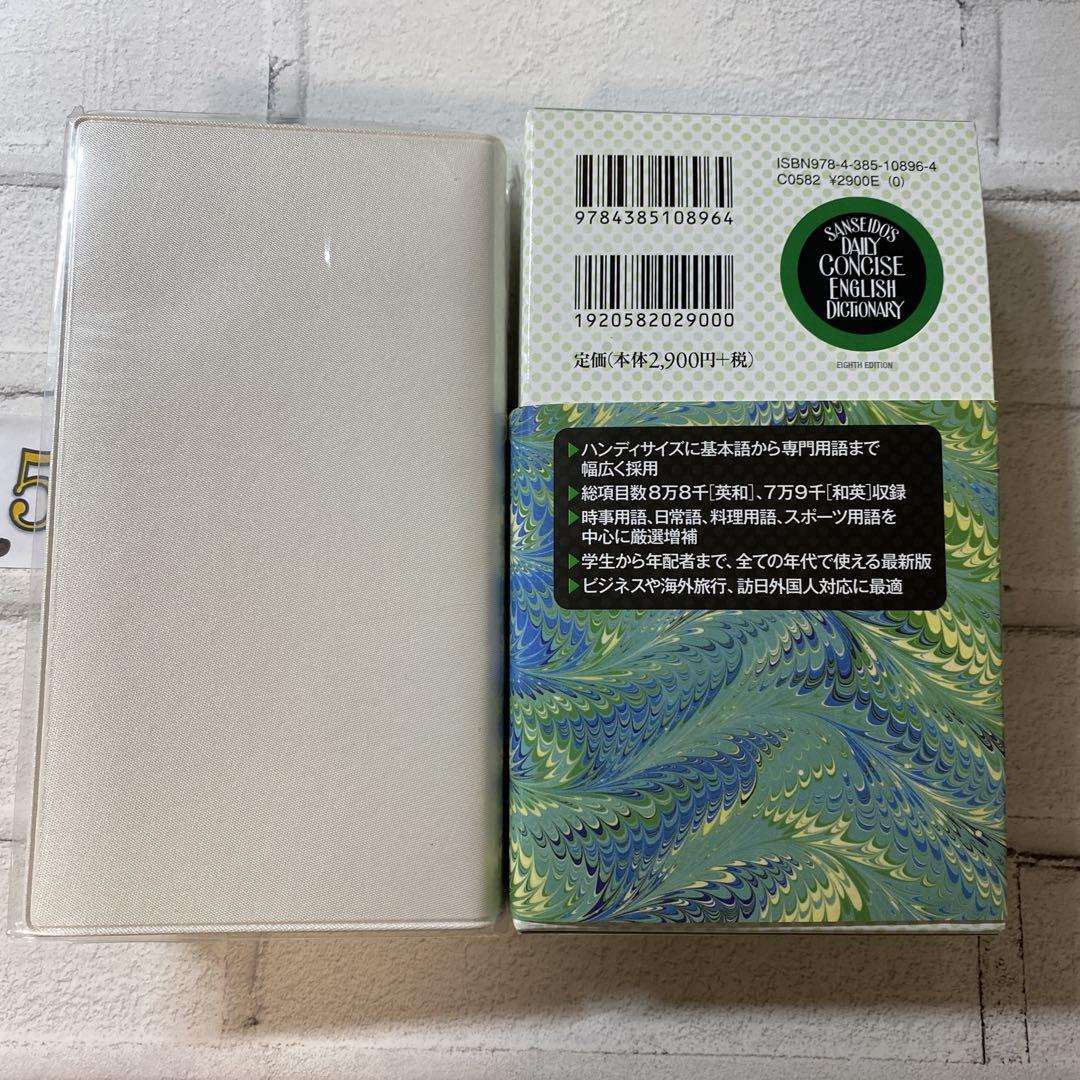 ISBN978-4-385-10896-4
C0582 ¥2900E (0)
9784385108964
1920582029000
定価(本体2,900円+税)
SANSEIDO'S
DAILY
CONCISE
ENGLISH
DICTIONARY
EIGHTH EDITION
▶ハンディサイズに基本語から専門用語まで
幅広く採用
▶総項目数8万8千[英和]、7万9千[和英]収録
▶時事用語、日常語、料理用語、スポーツ用語を
中心に厳選増補
▶学生から年配者まで、全ての年代で使える最新版
▶ビジネスや海外旅行、訪日外国人対応に最適
5